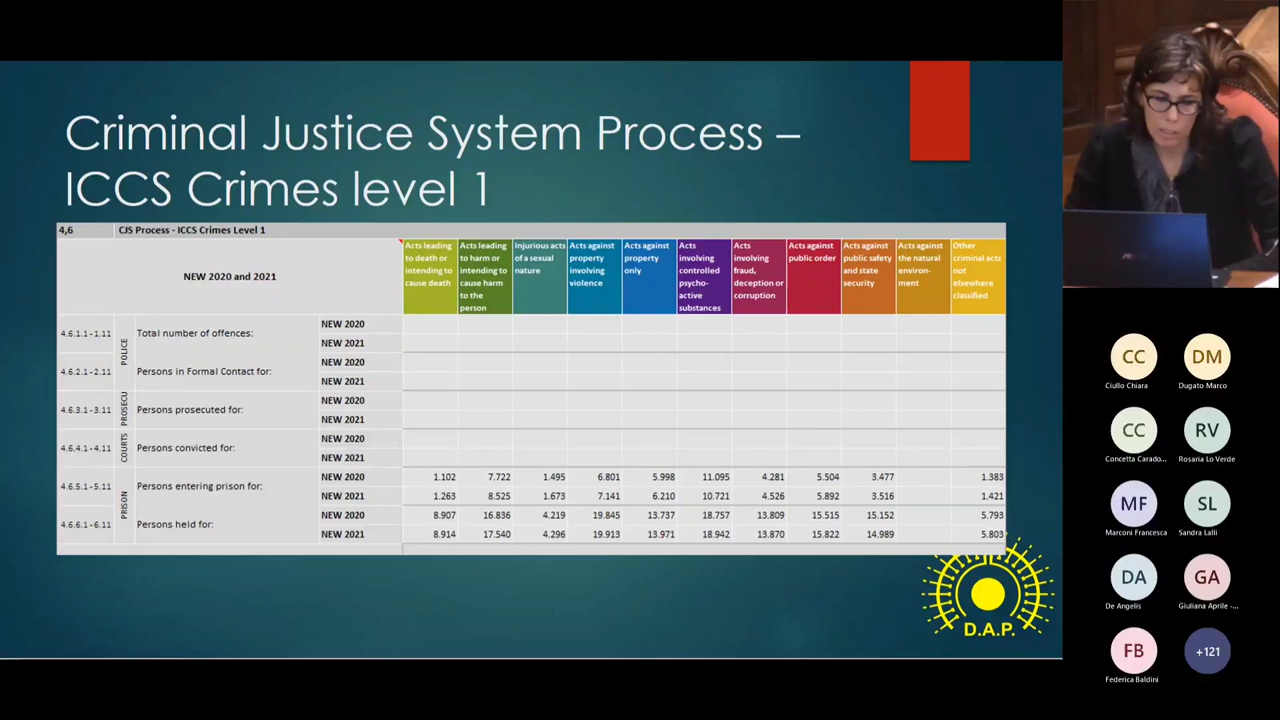 Criminal Justice System Process –
ICCS Crimes level 1
4,6 CJS Process - ICCS Crimes Level 1
NEW 2020 and 2021
Acts leading to death or intending to cause death
Acts leading to harm or intending to cause harm to the person
Injurious acts of a sexual nature
Acts against property involving violence
Acts against property only
Acts involving controlled psycho-active substances
Acts involving fraud, deception or corruption
Acts against public order
Acts against public safety and state security
Acts against the natural environ-ment
Other criminal acts not elsewhere classified
4.6.1.1 - 1.11 POLICE Total number of offences: NEW 2020
NEW 2021
4.6.2.1 - 2.11 Persons in Formal Contact for: NEW 2020
NEW 2021
4.6.3.1 - 3.11 PROSECU Persons prosecuted for: NEW 2020
NEW 2021
4.6.4.1 - 4.11 COURTS Persons convicted for: NEW 2020
NEW 2021
4.6.5.1 - 5.11 PRISON Persons entering prison for: NEW 2020 1.102 7.722 1.495 6.801 5.998 11.095 4.281 5.504 3.477 1.383
NEW 2021 1.263 8.525 1.673 7.141 6.210 10.721 4.526 5.892 3.516 1.421
4.6.6.1 - 6.11 Persons held for: NEW 2020 8.907 16.836 4.219 19.845 13.737 18.757 13.809 15.515 15.152 5.793
NEW 2021 8.914 17.540 4.296 19.913 13.971 18.942 13.870 15.822 14.989 5.803
D.A.P.
CC DM
Ciullo Chiara Dugato Marco
CC RV
Concetta Carado... Rosaria Lo Verde
MF SL
Marconi Francesca Sandra Lalli
DA GA
De Angelis Giuliana Aprile -...
FB +121
Federica Baldini